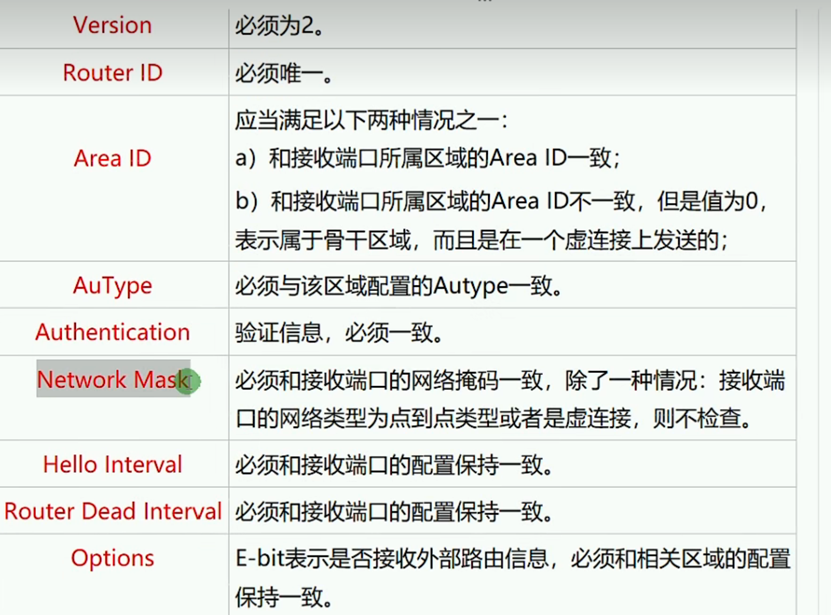 Version
必须为2。
Router ID
必须唯一。
Area ID
应当满足以下两种情况之一：
a）和接收端口所属区域的Area ID一致；
b）和接收端口所属区域的Area ID不一致，但是值为0，
表示属于骨干区域，而且是在一个虚连接上发送的；
AuType
必须与该区域配置的Autype一致。
Authentication
验证信息，必须一致。
Network Mask
必须和接收端口的网络掩码一致，除了一种情况：接收端
口的网络类型为点到点类型或者是虚连接，则不检查。
Hello Interval
必须和接收端口的配置保持一致。
Router Dead Interval
必须和接收端口的配置保持一致。
Options
E-bit表示是否接收外部路由信息，必须和相关区域的配置
保持一致。